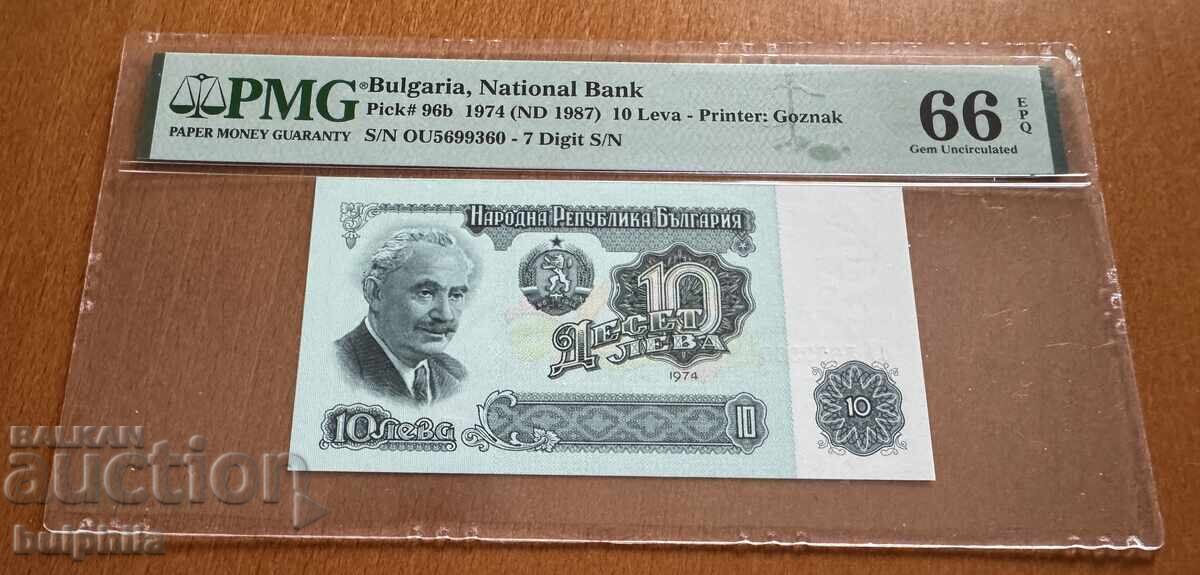 PMG®
PAPER MONEY GUARANTY
Bulgaria, National Bank
Pick# 96b 1974 (ND 1987) 10 Leva - Printer: Goznak
S/N OU5699360 - 7 Digit S/N
66 EPQ
Gem Uncirculated
НАРОДНА РЕПУБЛИКА БЪЛГАРИЯ
10
ДЕСЕТ
ЛЕВА
1974
10 Лева
10
10
BALKAN
auction
bulphila